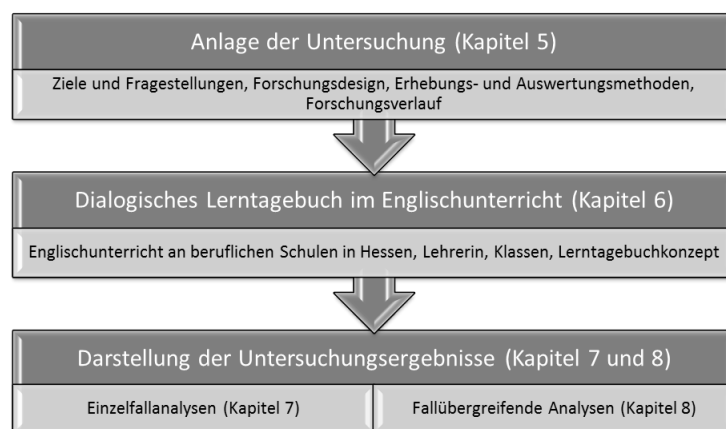 Anlage der Untersuchung (Kapitel 5)
Ziele und Fragestellungen, Forschungsdesign, Erhebungs- und Auswertungsmethoden,
Forschungsverlauf
Dialogisches Lerntagebuch im Englischunterricht (Kapitel 6)
Englischunterricht an beruflichen Schulen in Hessen, Lehrerin, Klassen, Lerntagebuchkonzept
Darstellung der Untersuchungsergebnisse (Kapitel 7 und 8)
Einzelfallanalysen (Kapitel 7)
Fallübergreifende Analysen (Kapitel 8)